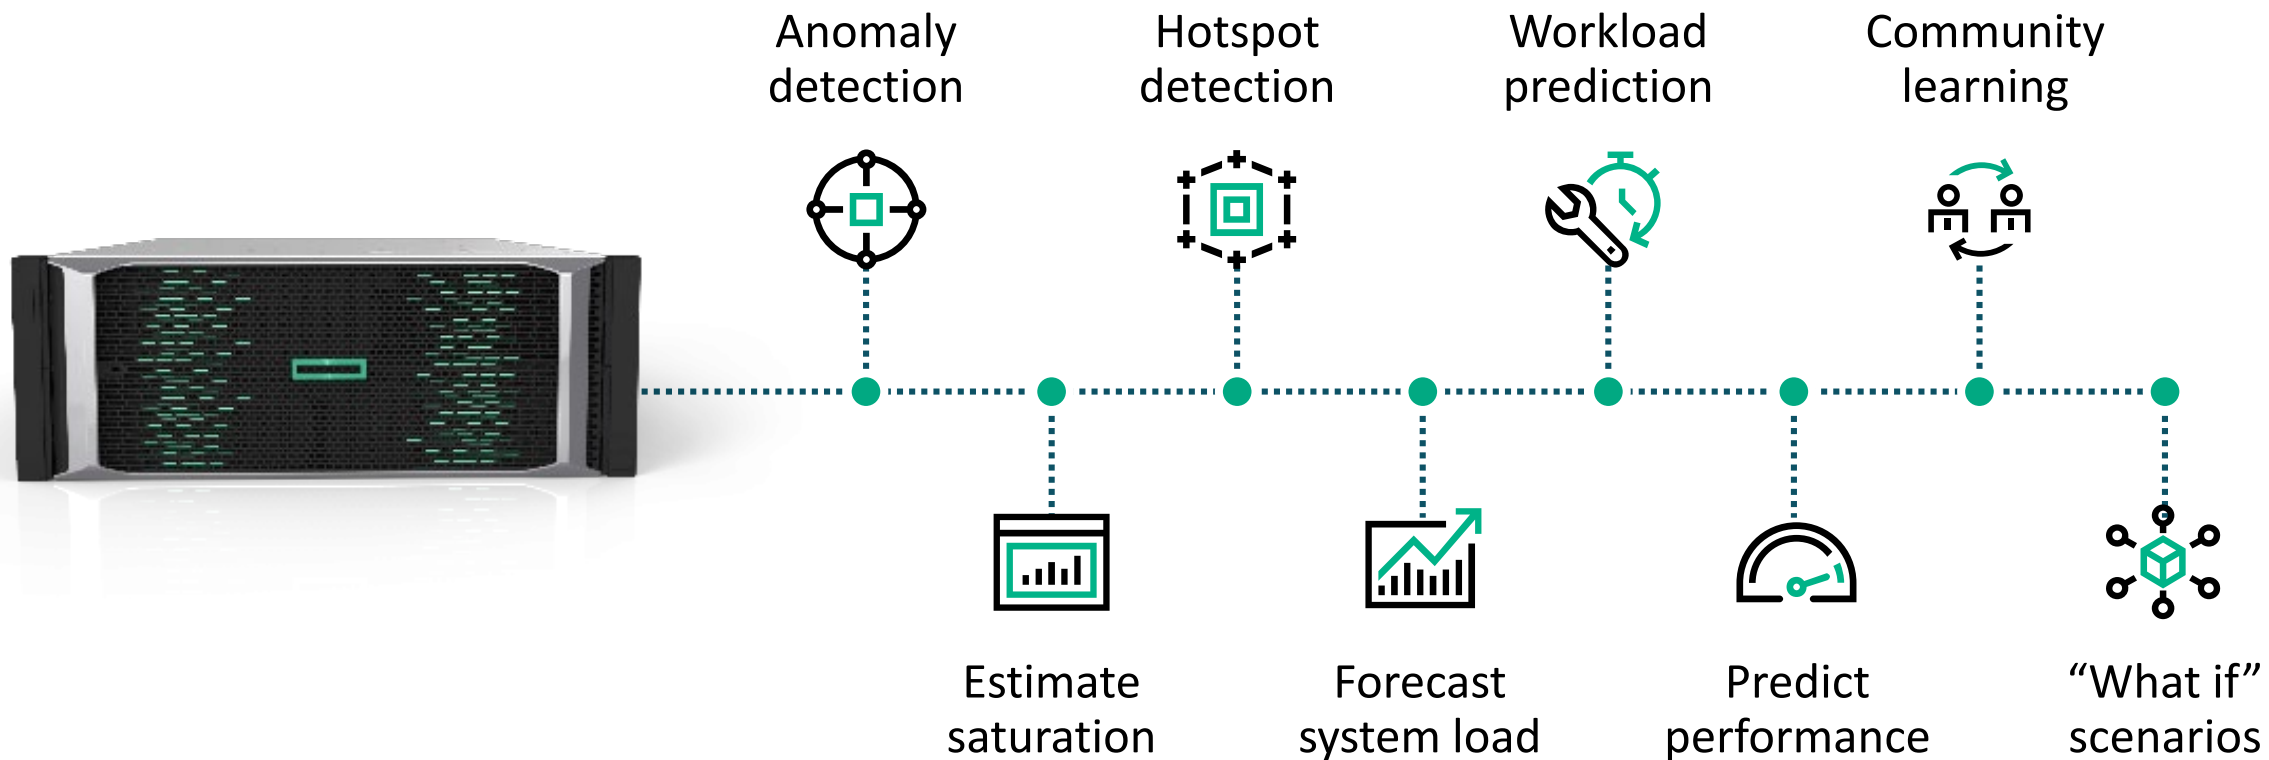 Anomaly
detection
Hotspot
detection
Workload
prediction
Community
learning
Estimate
saturation
Forecast
system load
Predict
performance
“What if”
scenarios